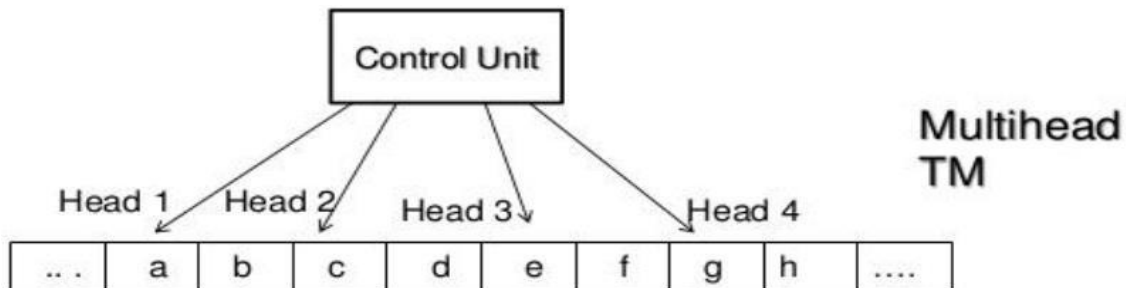 Control Unit
Multihead
TM
Head 1 Head 2 Head 3 Head 4
.. . a b c d e f g h ....